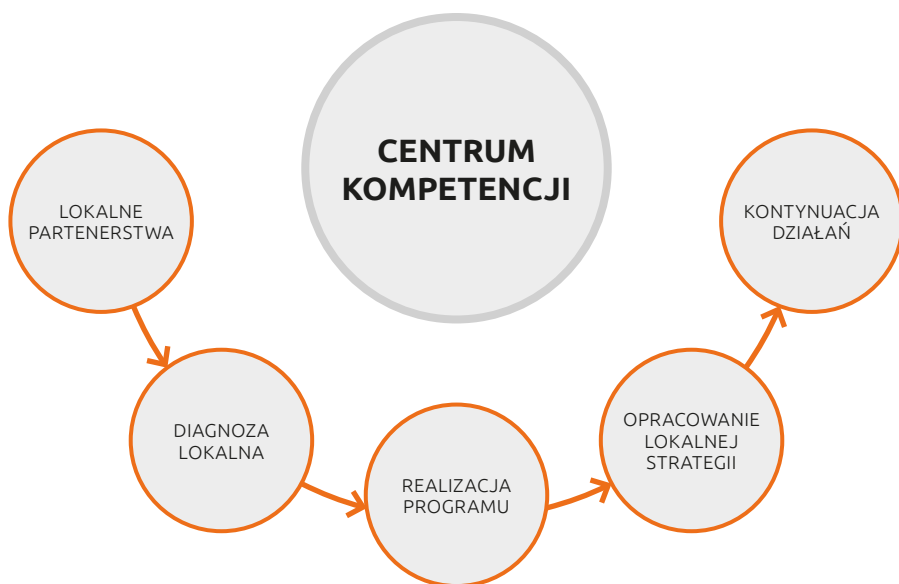 CENTRUM
KOMPETENCJI
LOKALNE
PARTENERSTWA
DIAGNOZA
LOKALNA
REALIZACJA
PROGRAMU
OPRACOWANIE
LOKALNEJ
STRATEGII
KONTYNUACJA
DZIAŁAŃ